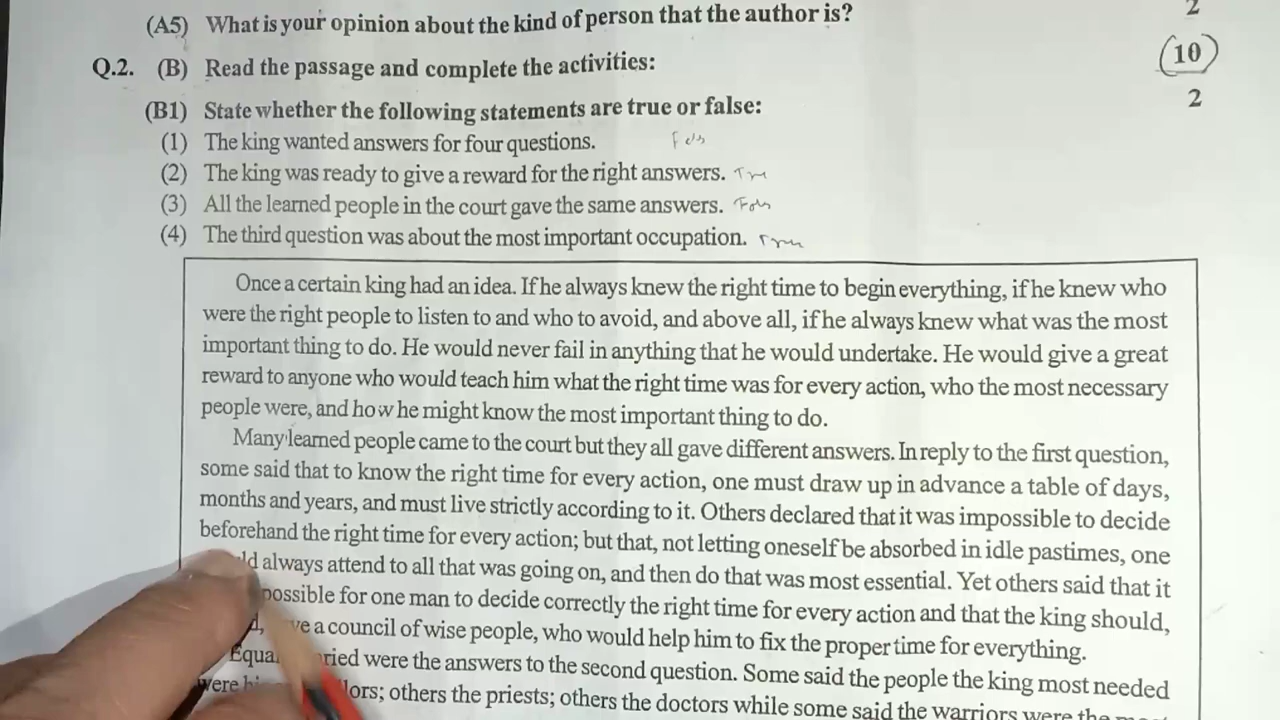 (A5) What is your opinion about the kind of person that the author is? 2
Q.2. (B) Read the passage and complete the activities: (10)
(B1) State whether the following statements are true or false: 2
(1) The king wanted answers for four questions.
(2) The king was ready to give a reward for the right answers.
(3) All the learned people in the court gave the same answers.
(4) The third question was about the most important occupation.
Once a certain king had an idea. If he always knew the right time to begin everything, if he knew who
were the right people to listen to and who to avoid, and above all, if he always knew what was the most
important thing to do. He would never fail in anything that he would undertake. He would give a great
reward to anyone who would teach him what the right time was for every action, who the most necessary
people were, and how he might know the most important thing to do.
Many learned people came to the court but they all gave different answers. In reply to the first question,
some said that to know the right time for every action, one must draw up in advance a table of days,
months and years, and must live strictly according to it. Others declared that it was impossible to decide
beforehand the right time for every action; but that, not letting oneself be absorbed in idle pastimes, one
always attend to all that was going on, and then do that was most essential. Yet others said that it
possible for one man to decide correctly the right time for every action and that the king should,
a council of wise people, who would help him to fix the proper time for everything.
were the answers to the second question. Some said the people the king most needed
were others the priests; others the doctors while some said the warriors were the